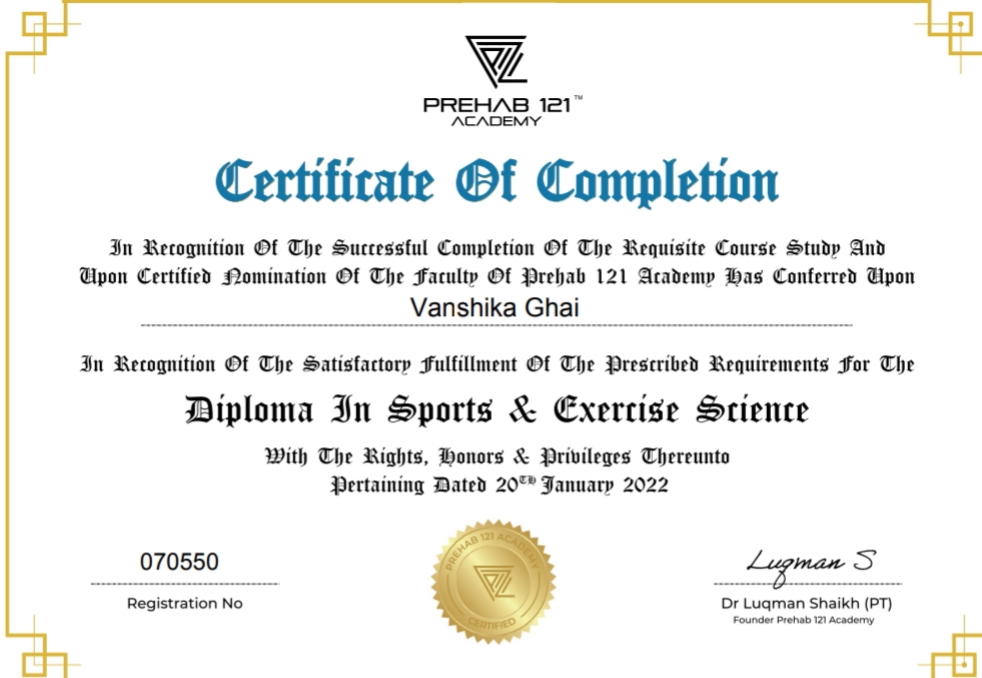 PREHAB 121™
ACADEMY
Certificate Of Completion
In Recognition Of The Successful Completion Of The Requisite Course Study And
Upon Certified Nomination Of The Faculty Of Prehab 121 Academy Has Conferred Upon
Vanshika Ghai
In Recognition Of The Satisfactory Fulfillment Of The Prescribed Requirements For The
Diploma In Sports & Exercise Science
With The Rights, Honors & Privileges Thereunto
Pertaining Dated 20TH January 2022
PREHAB 121 ACADEMY
CERTIFIED
070550
Registration No
Luqman S
Dr Luqman Shaikh (PT)
Founder Prehab 121 Academy